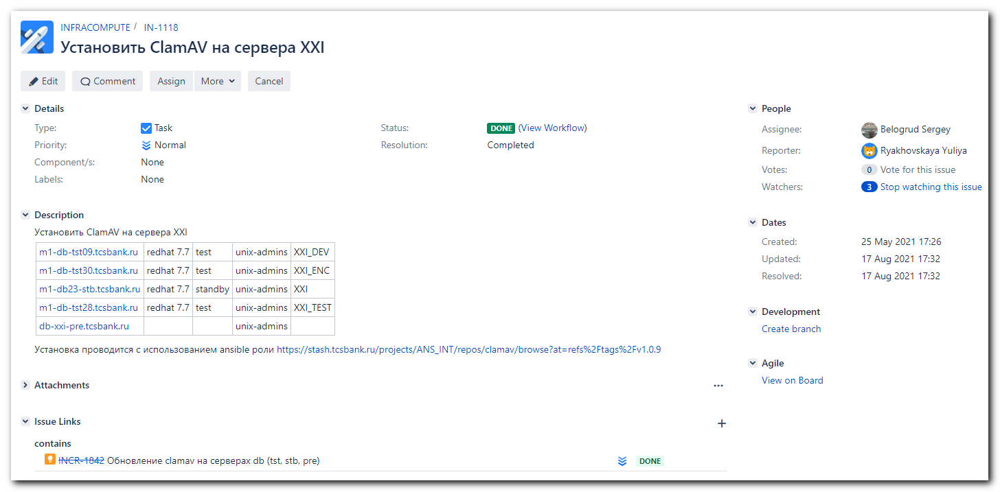 INFRACOMPUTE / IN-1118
Установить ClamAV на сервера XXI
Edit Comment Assign More Cancel
Details
Type: Task Status: DONE (View Workflow)
Priority: Normal Resolution: Completed
Component/s: None
Labels: None
Description
Установить ClamAV на сервера XXI
m1-db-tst09.tcsbank.ru redhat 7.7 test unix-admins XXI_DEV
m1-db-tst30.tcsbank.ru redhat 7.7 test unix-admins XXI_ENC
m1-db23-stb.tcsbank.ru redhat 7.7 standby unix-admins XXI
m1-db-tst28.tcsbank.ru redhat 7.7 test unix-admins XXI_TEST
db-xxi-pre.tcsbank.ru unix-admins
Установка проводится с использованием ansible роли https://stash.tcsbank.ru/projects/ANS_INT/repos/clamav/browse?at=refs%2Ftags%2Fv1.0.9
Attachments
Issue Links
contains
INCR-1842 Обновление clamav на серверах db (tst, stb, pre) DONE
People
Assignee: Belogrud Sergey
Reporter: Ryakhovskaya Yuliya
Votes: 0 Vote for this issue
Watchers: 3 Stop watching this issue
Dates
Created: 25 May 2021 17:26
Updated: 17 Aug 2021 17:32
Resolved: 17 Aug 2021 17:32
Development
Create branch
Agile
View on Board